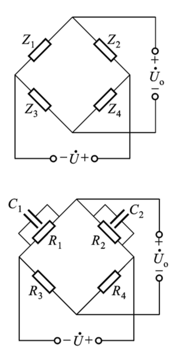 Z₁ Z₂
+
U̇ₒ
−
Z₃ Z₄
− U̇ +
C₁ C₂
R₁ R₂
+
U̇ₒ
−
R₃ R₄
− U̇ +